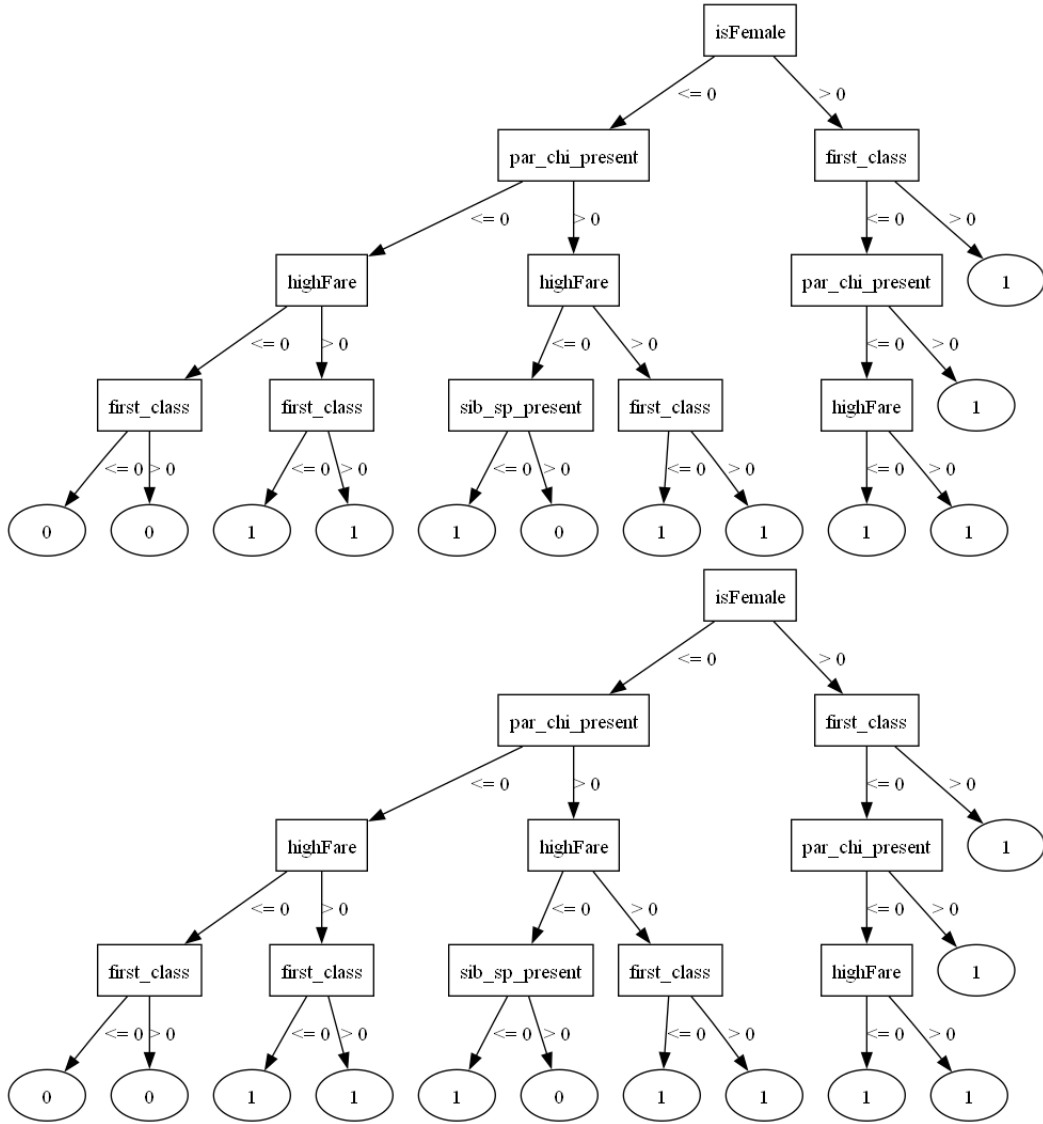 isFemale
<= 0 > 0
par_chi_present first_class
<= 0 > 0 <= 0 > 0
highFare highFare par_chi_present 1
<= 0 > 0 <= 0 > 0 <= 0 > 0
first_class first_class sib_sp_present first_class highFare 1
<= 0 > 0 <= 0 > 0 <= 0 > 0 <= 0 > 0 <= 0 > 0
0 0 1 1 1 0 1 1 1 1
isFemale
<= 0 > 0
par_chi_present first_class
<= 0 > 0 <= 0 > 0
highFare highFare par_chi_present 1
<= 0 > 0 <= 0 > 0 <= 0 > 0
first_class first_class sib_sp_present first_class highFare 1
<= 0 > 0 <= 0 > 0 <= 0 > 0 <= 0 > 0 <= 0 > 0
0 0 1 1 1 0 1 1 1 1